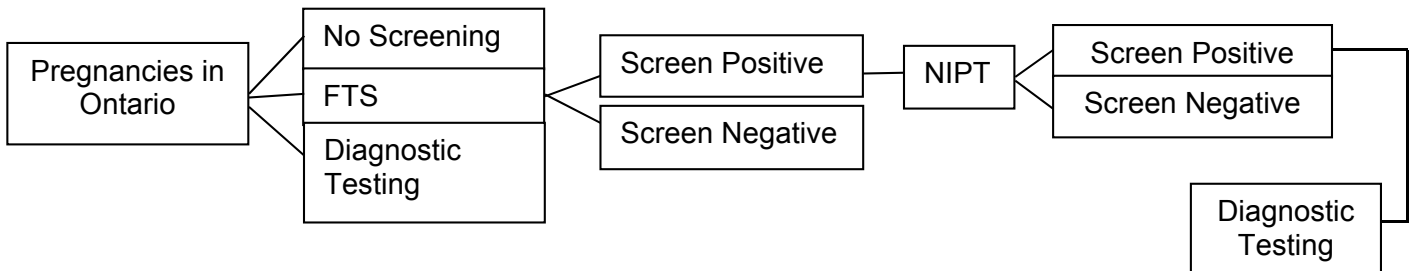 Pregnancies in
Ontario
No Screening
FTS
Diagnostic
Testing
Screen Positive
Screen Negative
NIPT
Screen Positive
Screen Negative
Diagnostic
Testing